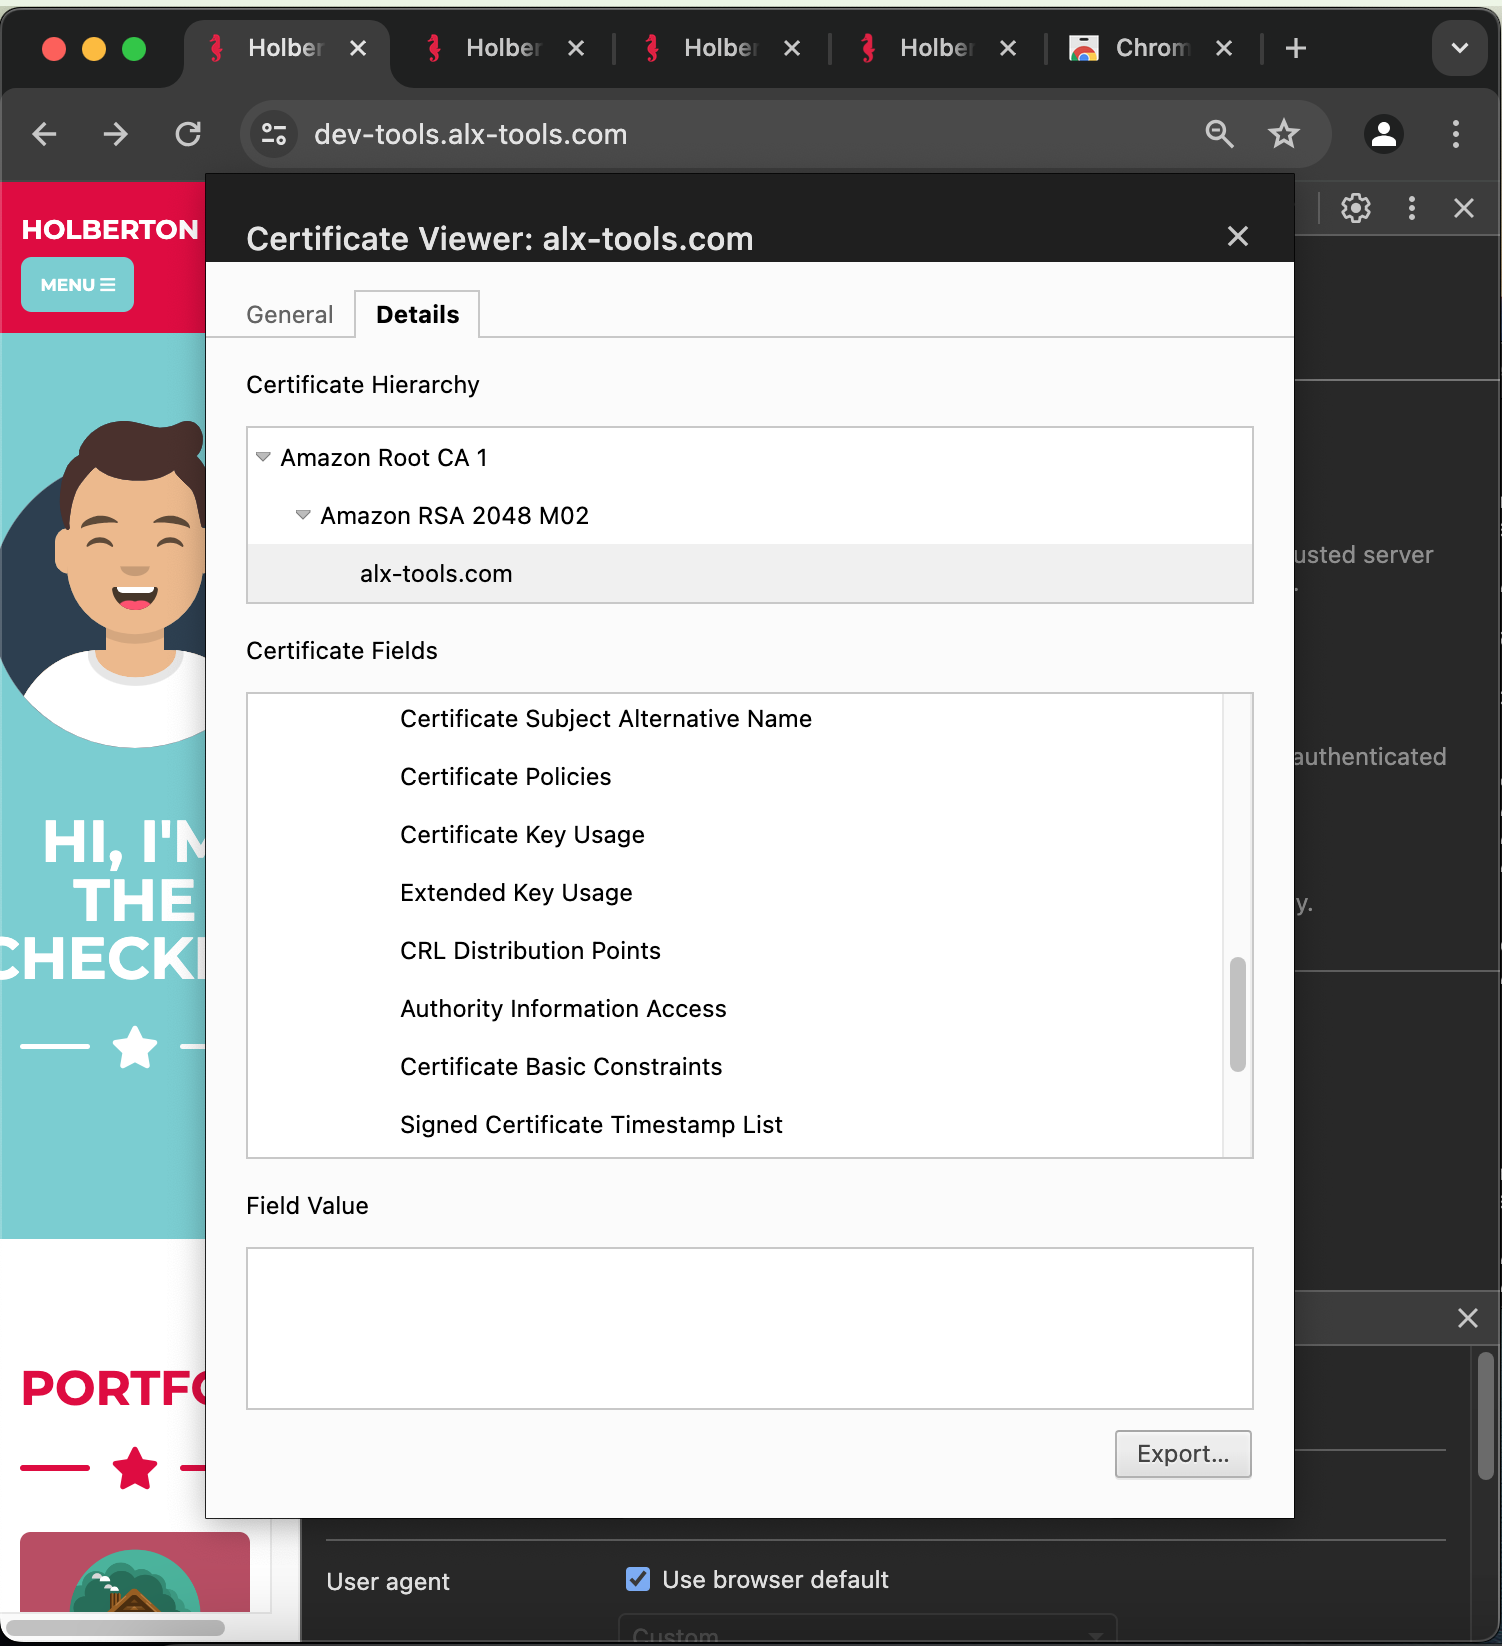 Holber
Holber
Holber
Holber
Chrom
dev-tools.alx-tools.com
HOLBERTON
MENU
Certificate Viewer: alx-tools.com
General
Details
Certificate Hierarchy
Amazon Root CA 1
Amazon RSA 2048 M02
alx-tools.com
Certificate Fields
Certificate Subject Alternative Name
Certificate Policies
Certificate Key Usage
Extended Key Usage
CRL Distribution Points
Authority Information Access
Certificate Basic Constraints
Signed Certificate Timestamp List
Field Value
Export...
usted server
.
authenticated
y.
HI, I'M
THE
CHECK
PORTFO
User agent
Use browser default
Custom